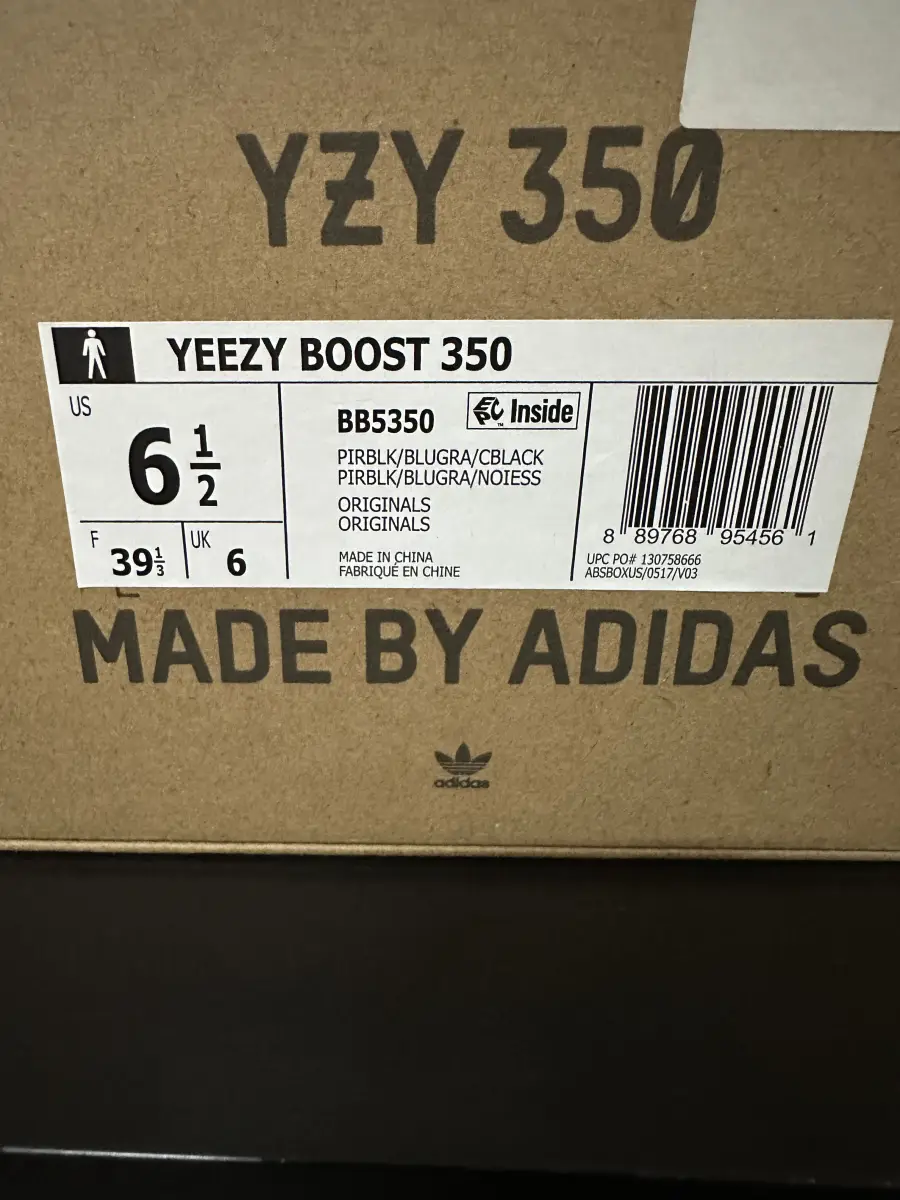 YZY 350
YEEZY BOOST 350
US
6 1/2
F
39 1/3
UK
6
BB5350
EC Inside
™
PIRBLK/BLUGRA/CBLACK
PIRBLK/BLUGRA/NOIESS
ORIGINALS
ORIGINALS
MADE IN CHINA
FABRIQUÉ EN CHINE
8 89768 95456 1
UPC PO# 130758666
ABSBOXUS/0517/V03
MADE BY ADIDAS
adidas